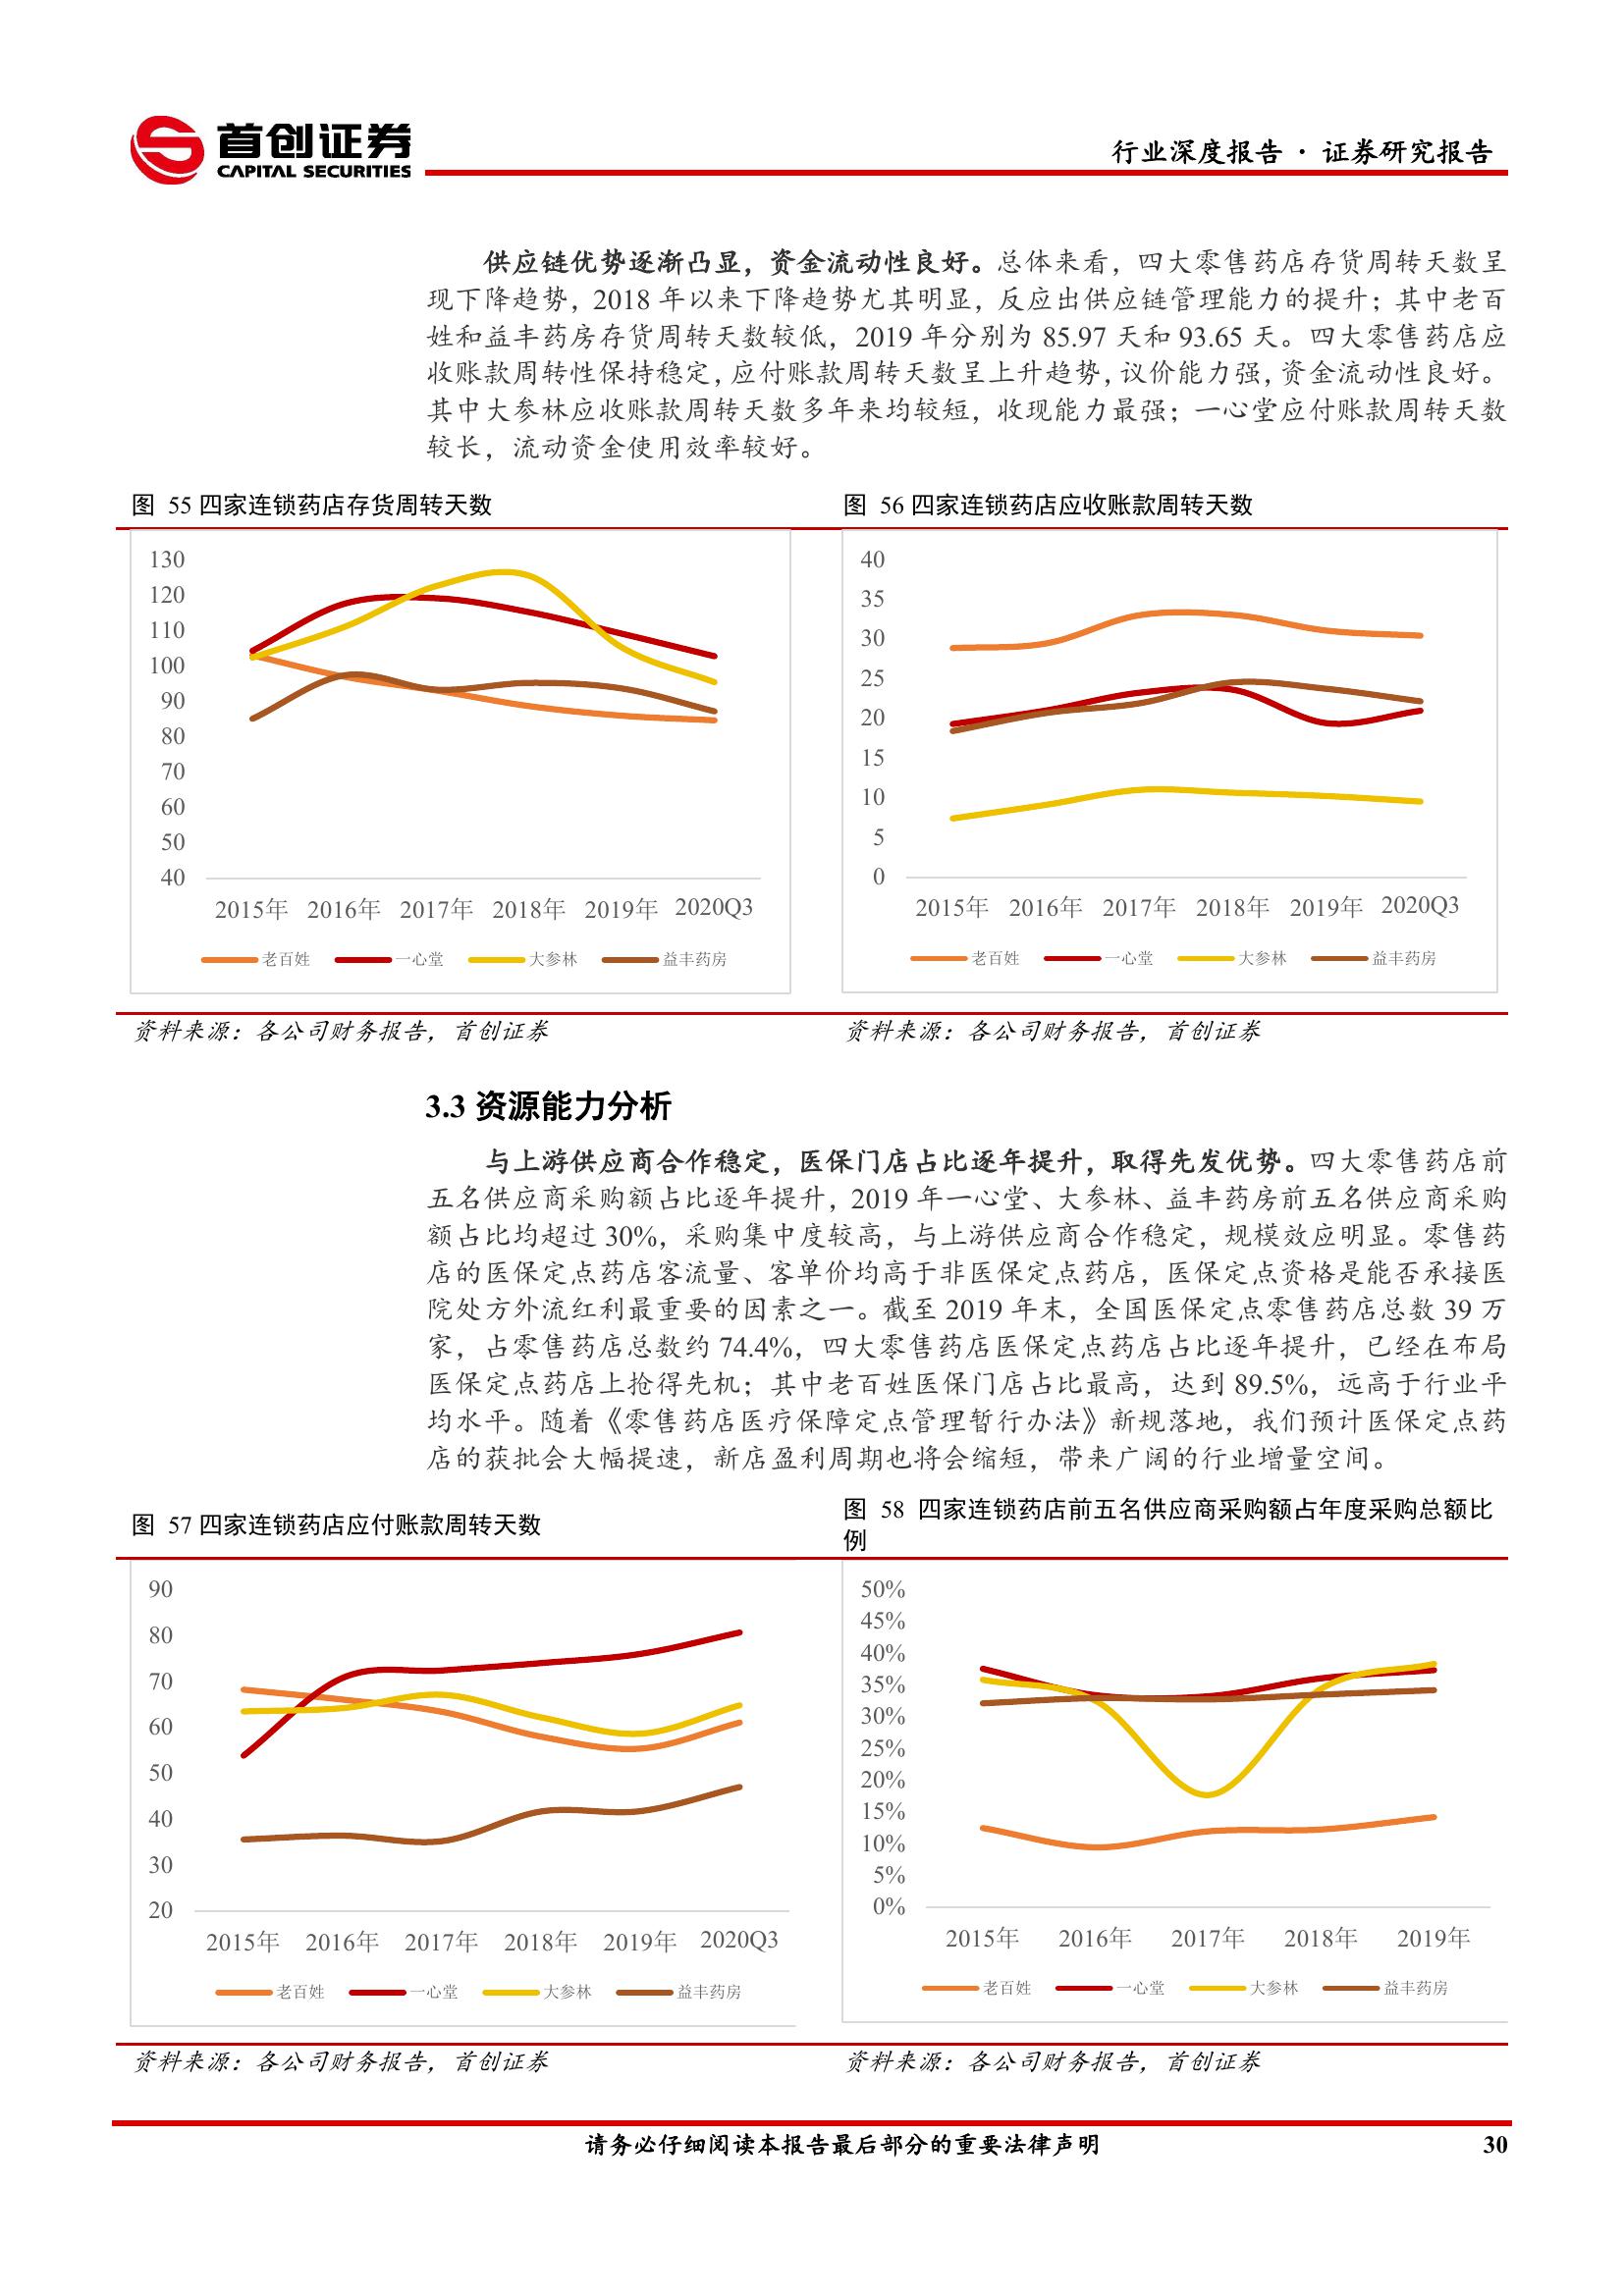 首创证券
CAPITAL SECURITIES
行业深度报告 · 证券研究报告
供应链优势逐渐凸显，资金流动性良好。总体来看，四大零售药店存货周转天数呈
现下降趋势，2018 年以来下降趋势尤其明显，反应出供应链管理能力的提升；其中老百
姓和益丰药房存货周转天数较低，2019 年分别为 85.97 天和 93.65 天。四大零售药店应
收账款周转性保持稳定，应付账款周转天数呈上升趋势，议价能力强，资金流动性良好。
其中大参林应收账款周转天数多年来均较短，收现能力最强；一心堂应付账款周转天数
较长，流动资金使用效率较好。
图 55 四家连锁药店存货周转天数
130
120
110
100
90
80
70
60
50
40
2015年 2016年 2017年 2018年 2019年 2020Q3
老百姓 一心堂 大参林 益丰药房
资料来源：各公司财务报告，首创证券
图 56 四家连锁药店应收账款周转天数
40
35
30
25
20
15
10
5
0
2015年 2016年 2017年 2018年 2019年 2020Q3
老百姓 一心堂 大参林 益丰药房
资料来源：各公司财务报告，首创证券
3.3 资源能力分析
与上游供应商合作稳定，医保门店占比逐年提升，取得先发优势。四大零售药店前
五名供应商采购额占比逐年提升，2019 年一心堂、大参林、益丰药房前五名供应商采购
额占比均超过 30%，采购集中度较高，与上游供应商合作稳定，规模效应明显。零售药
店的医保定点药店客流量、客单价均高于非医保定点药店，医保定点资格是能否承接医
院处方外流红利最重要的因素之一。截至 2019 年末，全国医保定点零售药店总数 39 万
家，占零售药店总数约 74.4%，四大零售药店医保定点药店占比逐年提升，已经在布局
医保定点药店上抢得先机；其中老百姓医保门店占比最高，达到 89.5%，远高于行业平
均水平。随着《零售药店医疗保障定点管理暂行办法》新规落地，我们预计医保定点药
店的获批会大幅提速，新店盈利周期也将会缩短，带来广阔的行业增量空间。
图 57 四家连锁药店应付账款周转天数
90
80
70
60
50
40
30
20
2015年 2016年 2017年 2018年 2019年 2020Q3
老百姓 一心堂 大参林 益丰药房
资料来源：各公司财务报告，首创证券
图 58 四家连锁药店前五名供应商采购额占年度采购总额比
例
50%
45%
40%
35%
30%
25%
20%
15%
10%
5%
0%
2015年 2016年 2017年 2018年 2019年
老百姓 一心堂 大参林 益丰药房
资料来源：各公司财务报告，首创证券
请务必仔细阅读本报告最后部分的重要法律声明
30